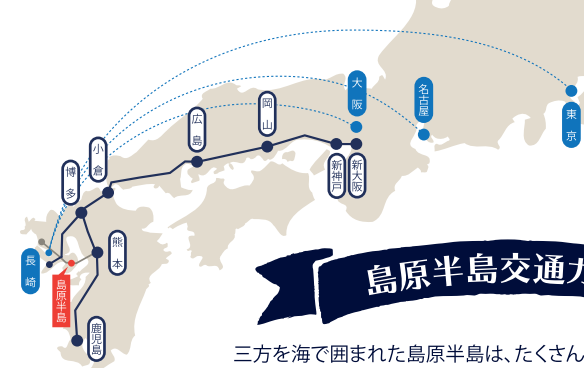 大阪
名古屋
東京
岡山
広島
小倉
博多
新神戸
新大阪
熊本
長崎
島原半島
鹿児島
島原半島交通
三方を海で囲まれた島原半島は、たくさん